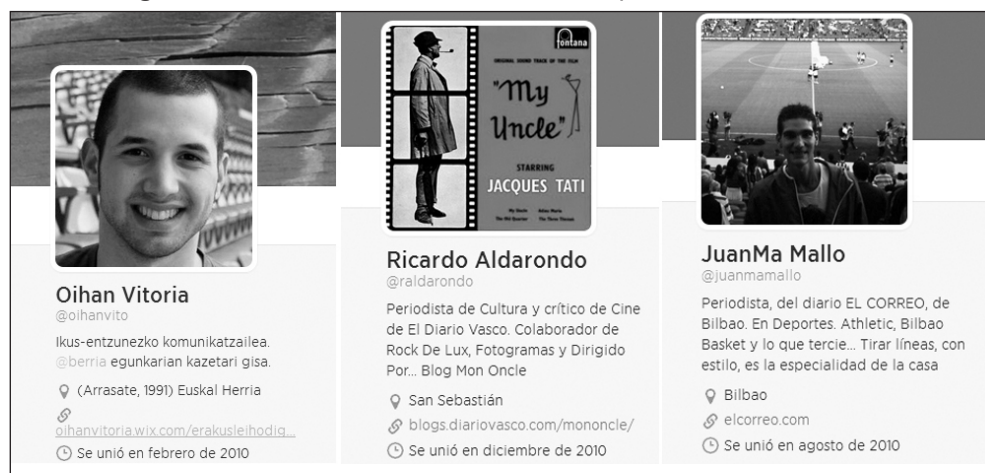 Oihan Vitoria
@oihanvito
Ikus-entzunezko komunikatzailea.
@berria egunkarian kazetari gisa.
(Arrasate, 1991) Euskal Herria
oihanvitoria.wix.com/erakusleihodig...
Se unió en febrero de 2010
fontana
ORIGINAL SOUND TRACK OF THE FILM
"My
Uncle"
STARRING
JACQUES TATI
Ricardo Aldarondo
@raldarondo
Periodista de Cultura y crítico de Cine
de El Diario Vasco. Colaborador de
Rock De Lux, Fotogramas y Dirigido
Por... Blog Mon Oncle
San Sebastián
blogs.diariovasco.com/mononcle/
Se unió en diciembre de 2010
JuanMa Mallo
@juanmamallo
Periodista, del diario EL CORREO, de
Bilbao. En Deportes. Athletic, Bilbao
Basket y lo que tercie... Tirar líneas, con
estilo, es la especialidad de la casa
Bilbao
elcorreo.com
Se unió en agosto de 2010